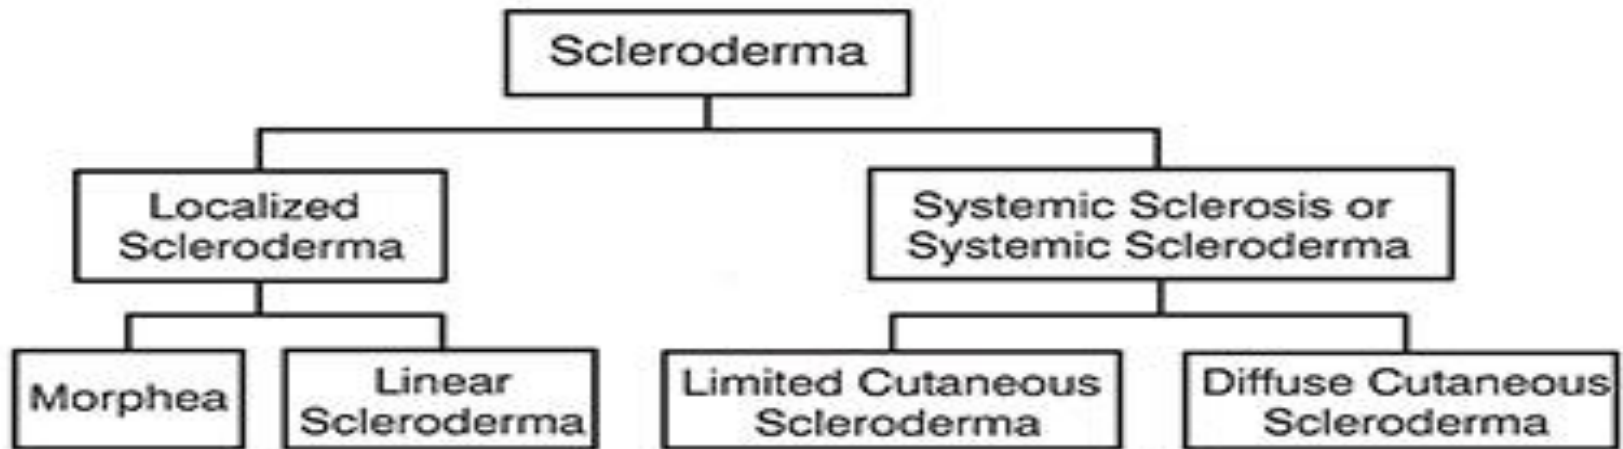 Scleroderma
Localized
Scleroderma
Systemic Sclerosis or
Systemic Scleroderma
Morphea
Linear
Scleroderma
Limited Cutaneous
Scleroderma
Diffuse Cutaneous
Scleroderma